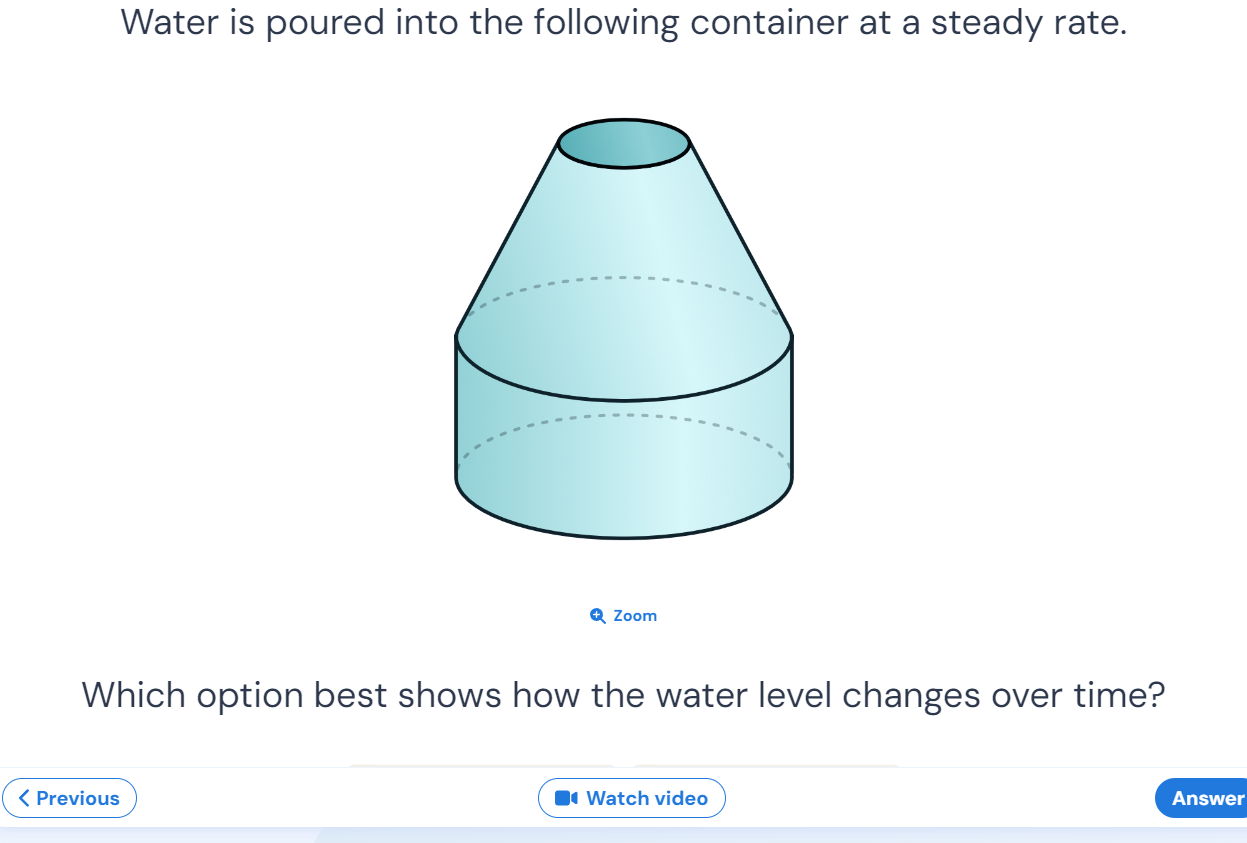 Water is poured into the following container at a steady rate.
Zoom
Which option best shows how the water level changes over time?
Previous
Watch video
Answer